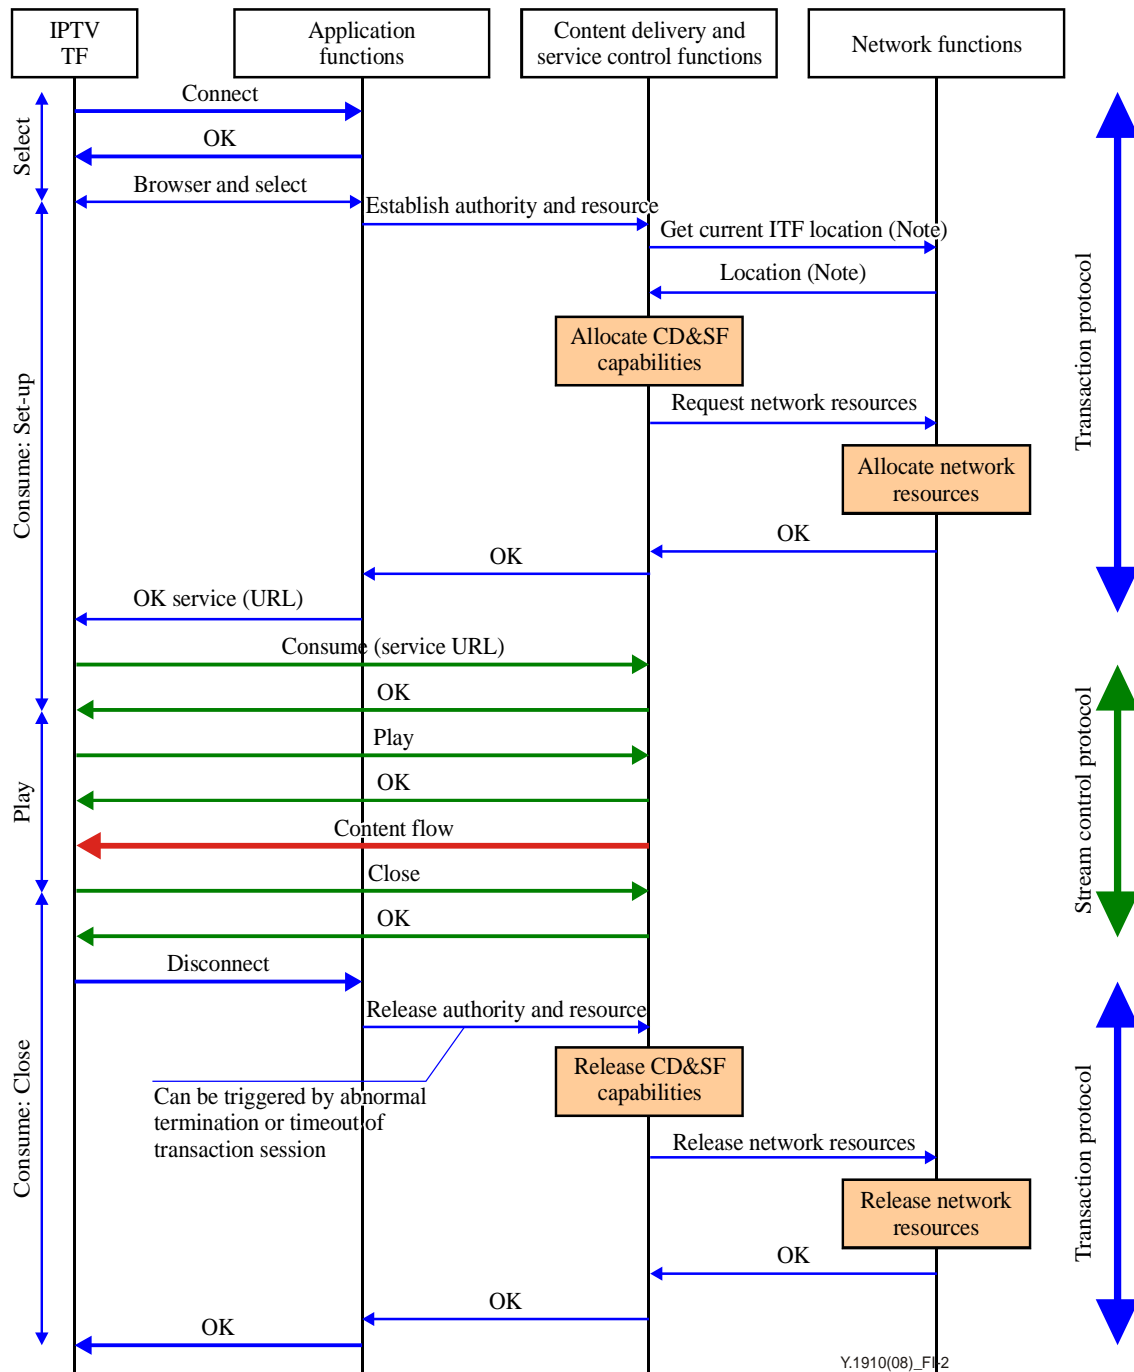 IPTV
TF
Application
functions
Content delivery and
service control functions
Network functions
Connect
OK
Browser and select
Establish authority and resource
Get current ITF location (Note)
Location (Note)
Allocate CD&SF
capabilities
Request network resources
Allocate network
resources
OK
OK
OK service (URL)
Consume (service URL)
OK
Play
OK
Content flow
Close
OK
Disconnect
Release authority and resource
Can be triggered by abnormal
termination or timeout of
transaction session
Release CD&SF
capabilities
Release network resources
Release network
resources
OK
OK
OK
Select
Consume: Set-up
Play
Consume: Close
Transaction protocol
Stream control protocol
Transaction protocol
Y.1910(08)_FI-2